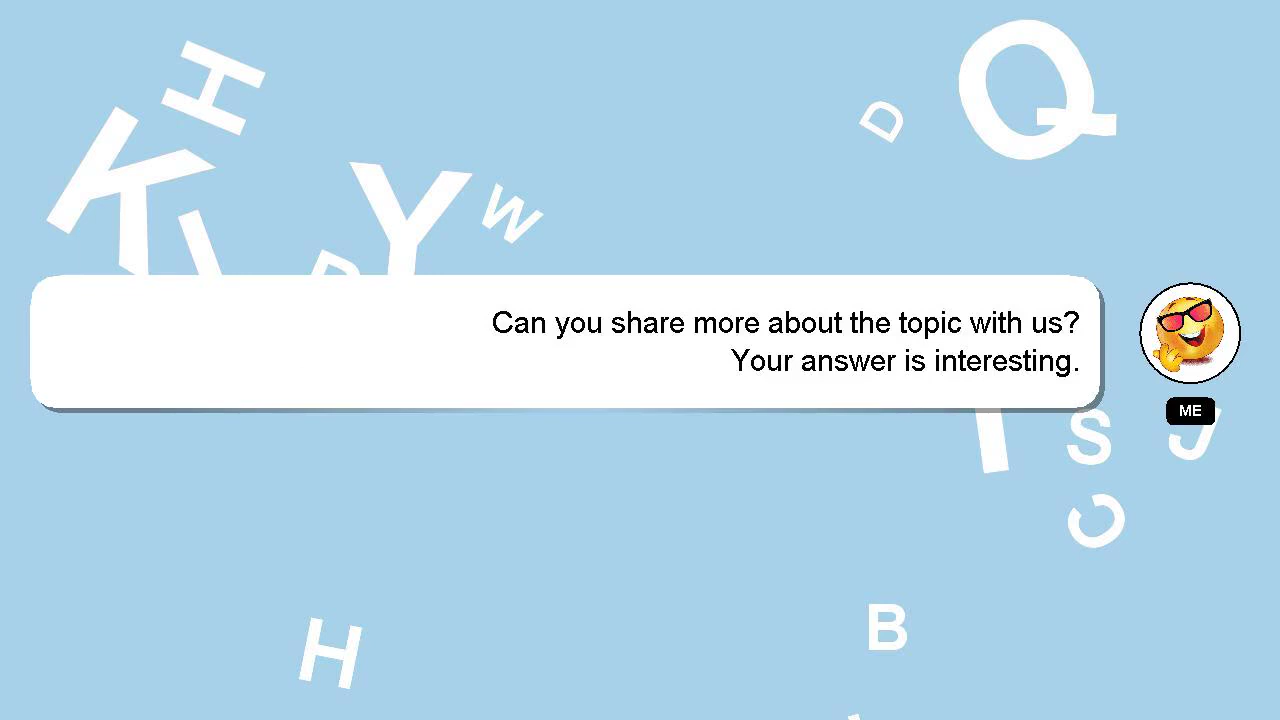 H
Q
D
K
Y
W
Can you share more about the topic with us?
Your answer is interesting.
ME
S
J
C
B
H